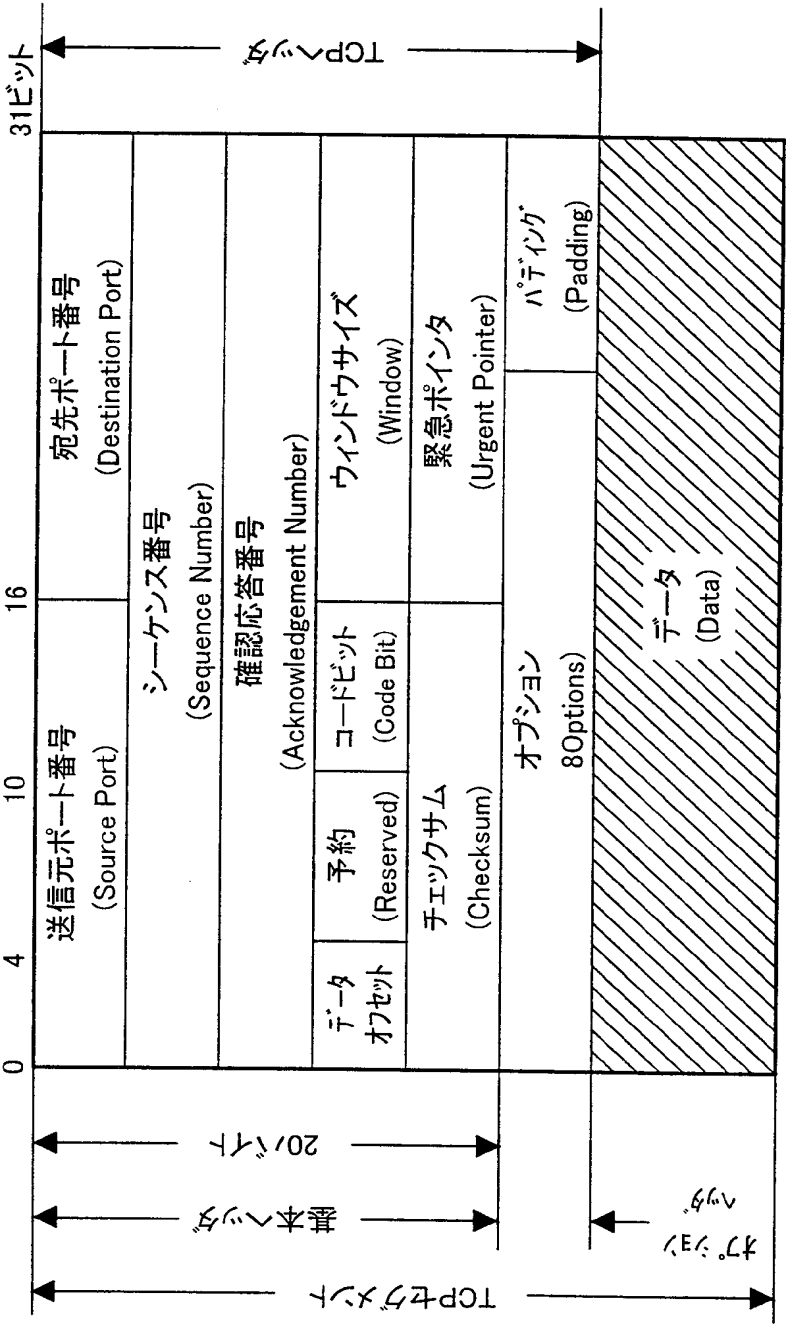 0 4 10 16 31ビット
送信元ポート番号
(Source Port)
宛先ポート番号
(Destination Port)
シーケンス番号
(Sequence Number)
確認応答番号
(Acknowledgement Number)
データ
オフセット
予約
(Reserved)
コードビット
(Code Bit)
ウィンドウサイズ
(Window)
チェックサム
(Checksum)
緊急ポインタ
(Urgent Pointer)
オプション
8Options)
パディング
(Padding)
データ
(Data)
TCPヘッダ
20バイト
基本ヘッダ
オプション
ヘッダ
TCPセグメント